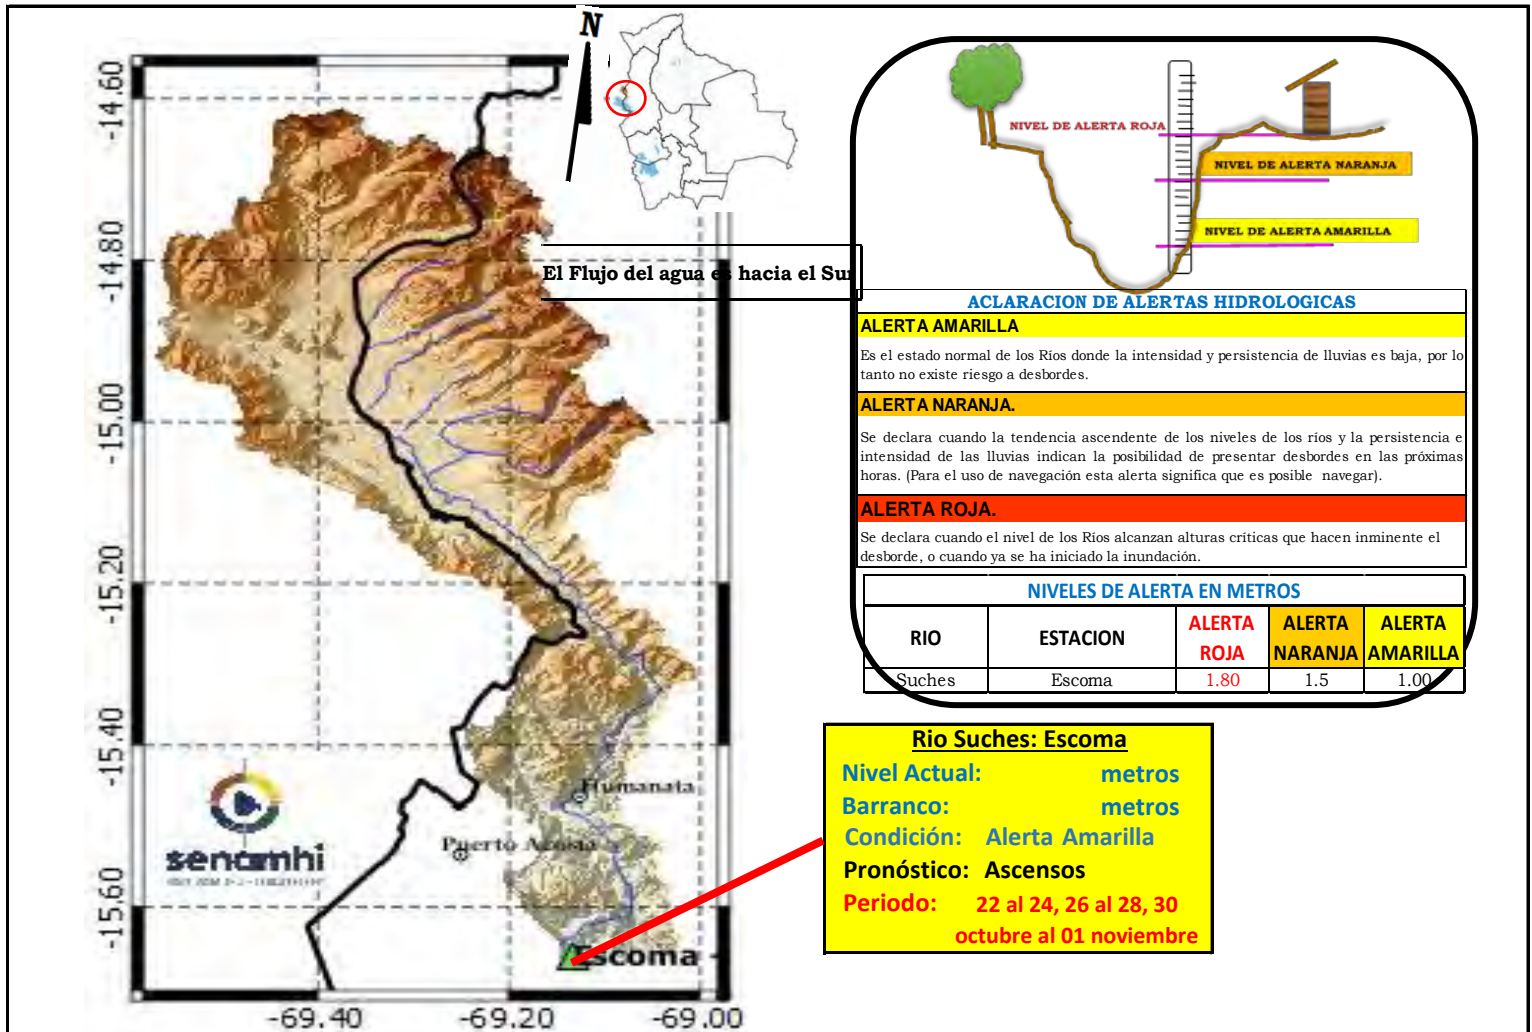 N
-14.60
-14.80
-15.00
-15.20
-15.40
-15.60
-69.40
-69.20
-69.00
El Flujo del agua es hacia el Sur
Humanata
Puerto Acosta
Escoma
senamhi
NIVEL DE ALERTA ROJA
NIVEL DE ALERTA NARANJA
NIVEL DE ALERTA AMARILLA
ACLARACION DE ALERTAS HIDROLOGICAS
ALERTA AMARILLA
Es el estado normal de los Ríos donde la intensidad y persistencia de lluvias es baja, por lo
tanto no existe riesgo a desbordes.
ALERTA NARANJA.
Se declara cuando la tendencia ascendente de los niveles de los ríos y la persistencia e
intensidad de las lluvias indican la posibilidad de presentar desbordes en las próximas
horas. (Para el uso de navegación esta alerta significa que es posible navegar).
ALERTA ROJA.
Se declara cuando el nivel de los Ríos alcanzan alturas críticas que hacen inminente el
desborde, o cuando ya se ha iniciado la inundación.
NIVELES DE ALERTA EN METROS
RIO ESTACION ALERTA ROJA ALERTA NARANJA ALERTA AMARILLA
Suches Escoma 1.80 1.5 1.00
Rio Suches: Escoma
Nivel Actual: metros
Barranco: metros
Condición: Alerta Amarilla
Pronóstico: Ascensos
Periodo: 22 al 24, 26 al 28, 30
octubre al 01 noviembre